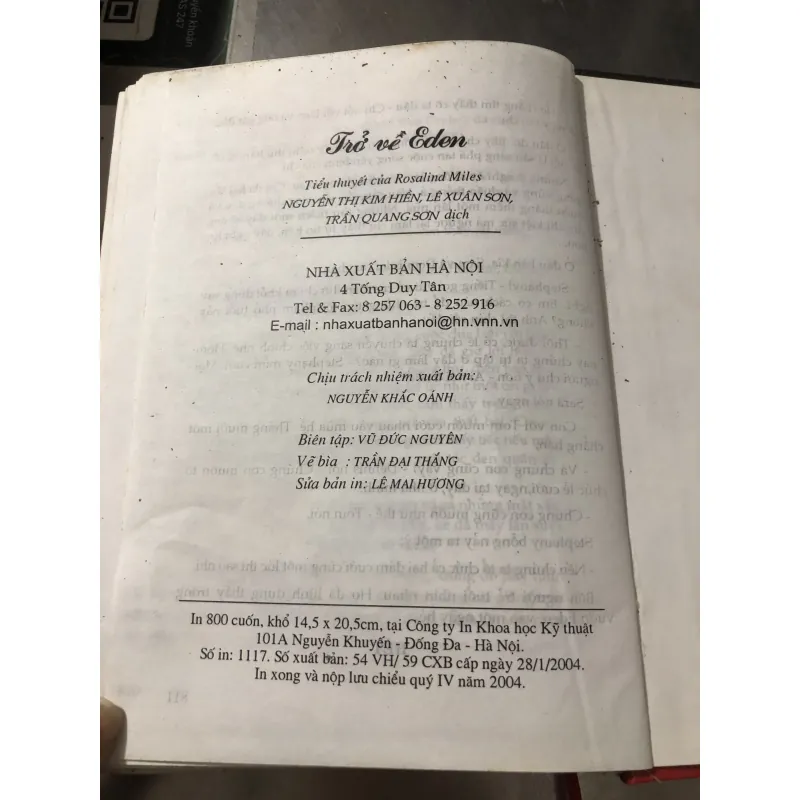 Trở về Eden
Tiểu thuyết của Rosalind Miles
NGUYỄN THỊ KIM HIỀN, LÊ XUÂN SƠN,
TRẦN QUANG SƠN dịch
NHÀ XUẤT BẢN HÀ NỘI
4 Tống Duy Tân
Tel & Fax: 8 257 063 - 8 252 916
E-mail : nhaxuatbanhanoi@hn.vnn.vn
Chịu trách nhiệm xuất bản:
NGUYỄN KHẮC OÁNH
Biên tập: VŨ ĐỨC NGUYÊN
Vẽ bìa : TRẦN ĐẠI THẮNG
Sửa bản in: LÊ MAI HƯƠNG
In 800 cuốn, khổ 14,5 x 20,5cm, tại Công ty In Khoa học Kỹ thuật
101A Nguyễn Khuyến - Đống Đa - Hà Nội.
Số in: 1117. Số xuất bản: 54 VH/ 59 CXB cấp ngày 28/1/2004.
In xong và nộp lưu chiểu quý IV năm 2004.